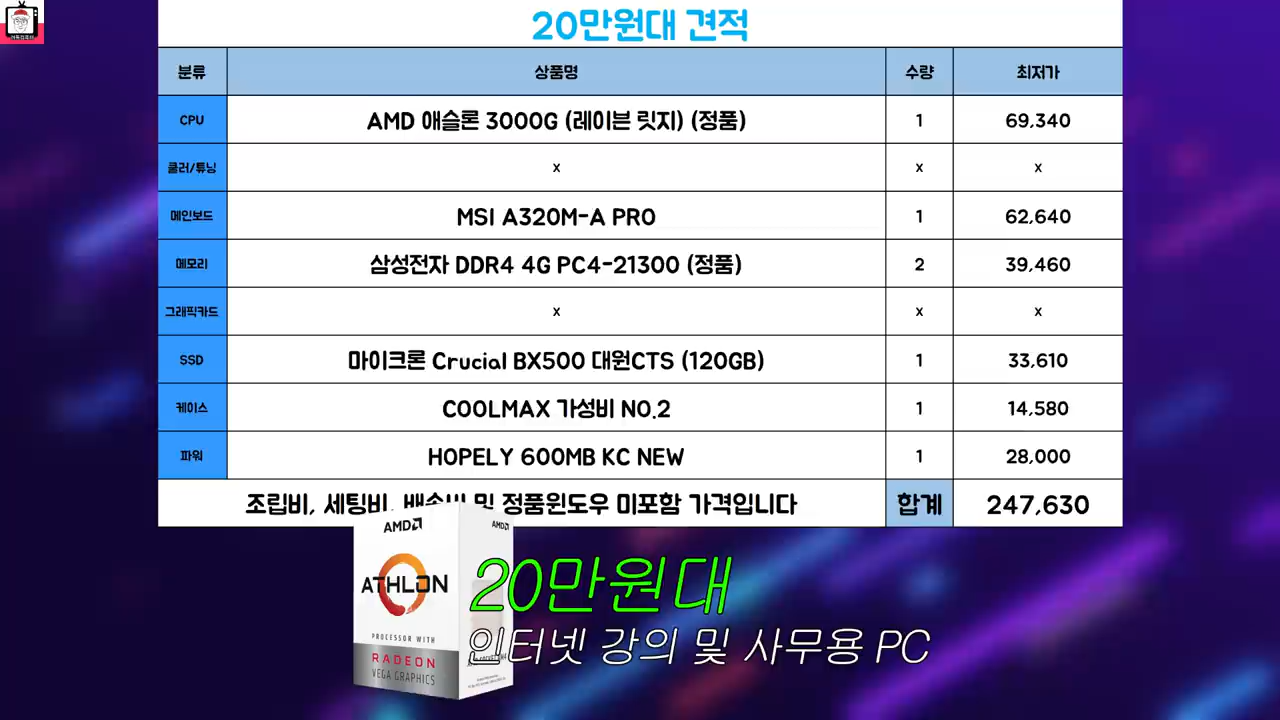 20만원대 견적
분류 상품명 수량 최저가
CPU AMD 애슬론 3000G (레이븐 릿지) (정품) 1 69,340
쿨러/튜닝 x x x
메인보드 MSI A320M-A PRO 1 62,640
메모리 삼성전자 DDR4 4G PC4-21300 (정품) 2 39,460
그래픽카드 x x x
SSD 마이크론 Crucial BX500 대원CTS (120GB) 1 33,610
케이스 COOLMAX 가성비 NO.2 1 14,580
파워 HOPELY 600MB KC NEW 1 28,000
조립비, 세팅비, 배송비 및 정품윈도우 미포함 가격입니다 합계 247,630
AMD AMD
ATHLON
PROCESSOR WITH
RADEON
VEGA GRAPHICS
20만원대
인터넷 강의 및 사무용 PC